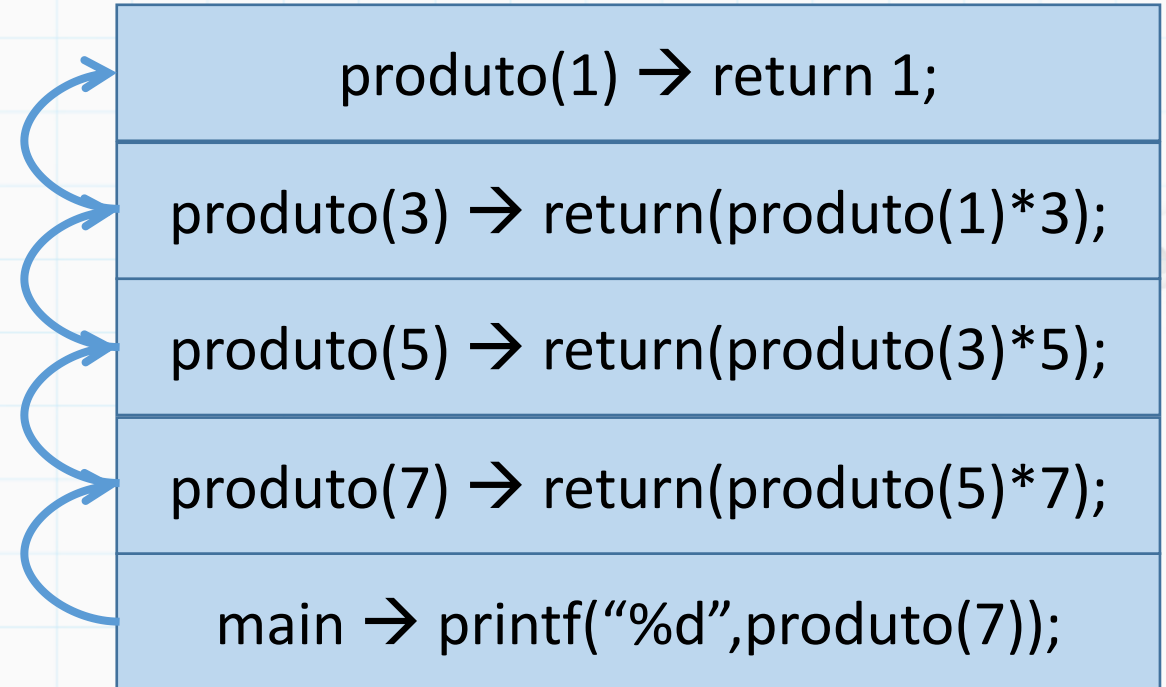 produto(1) → return 1;
produto(3) → return(produto(1)*3);
produto(5) → return(produto(3)*5);
produto(7) → return(produto(5)*7);
main → printf(“%d”,produto(7));